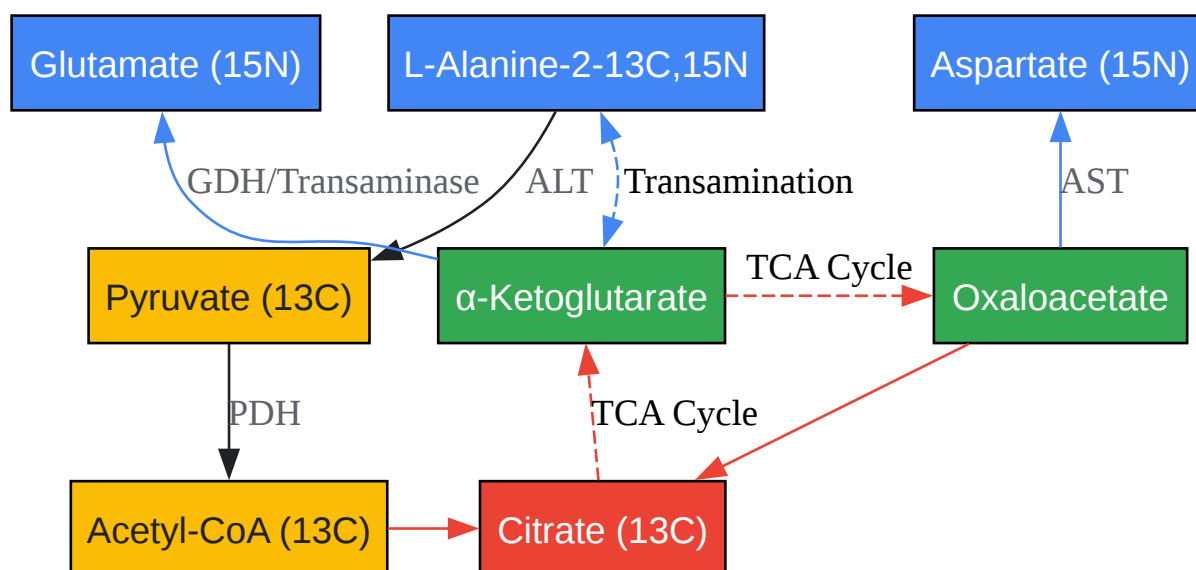 Glutamate (15N)
L-Alanine-2-13C,15N
Aspartate (15N)
GDH/Transaminase
ALT
Transamination
AST
Pyruvate (13C)
α-Ketoglutarate
TCA Cycle
Oxaloacetate
PDH
TCA Cycle
Acetyl-CoA (13C)
Citrate (13C)